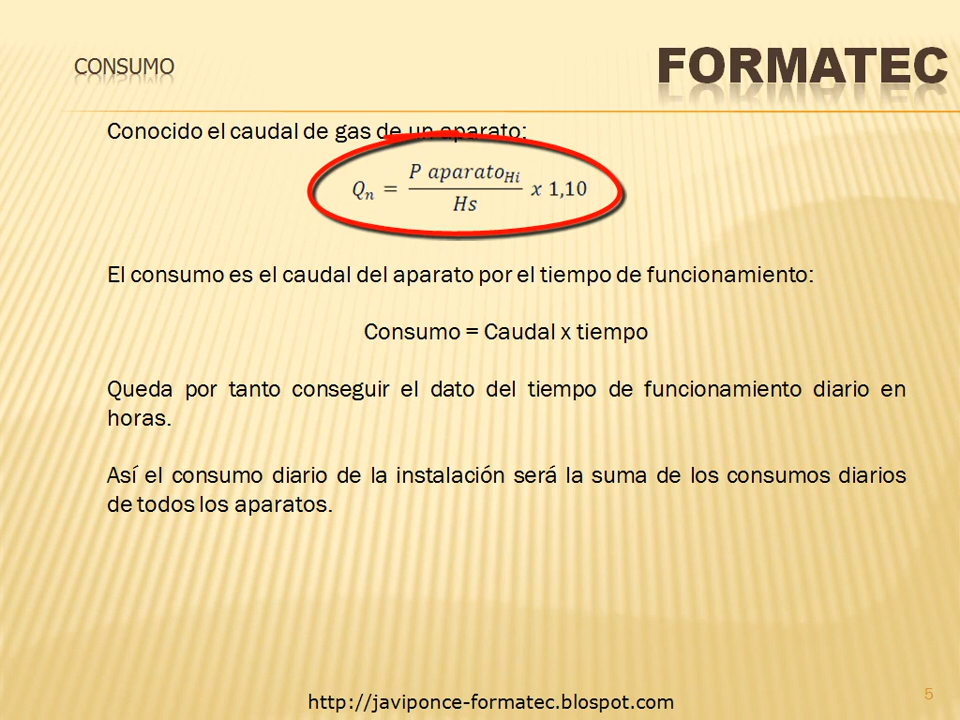 CONSUMO
FORMATEC
Conocido el caudal de gas de un aparato:
Qn = P aparatoHi / Hs x 1,10
El consumo es el caudal del aparato por el tiempo de funcionamiento:
Consumo = Caudal x tiempo
Queda por tanto conseguir el dato del tiempo de funcionamiento diario en
horas.
Así el consumo diario de la instalación será la suma de los consumos diarios
de todos los aparatos.
http://javiponce-formatec.blospot.com
5